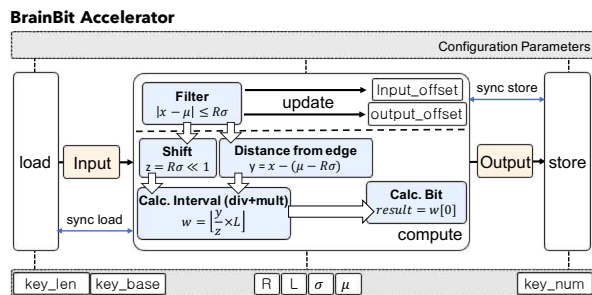 BrainBit Accelerator
Configuration Parameters
load
Input
Filter
|x − μ| ≤ Rσ
update
Input_offset
output_offset
sync store
Shift
z = Rσ ≪ 1
Distance from edge
y = x − (μ − Rσ)
Calc. Interval (div+mult)
w = ⌊y/z × L⌋
Calc. Bit
result = w[0]
compute
Output
store
sync load
key_len
key_base
R
L
σ
μ
key_num